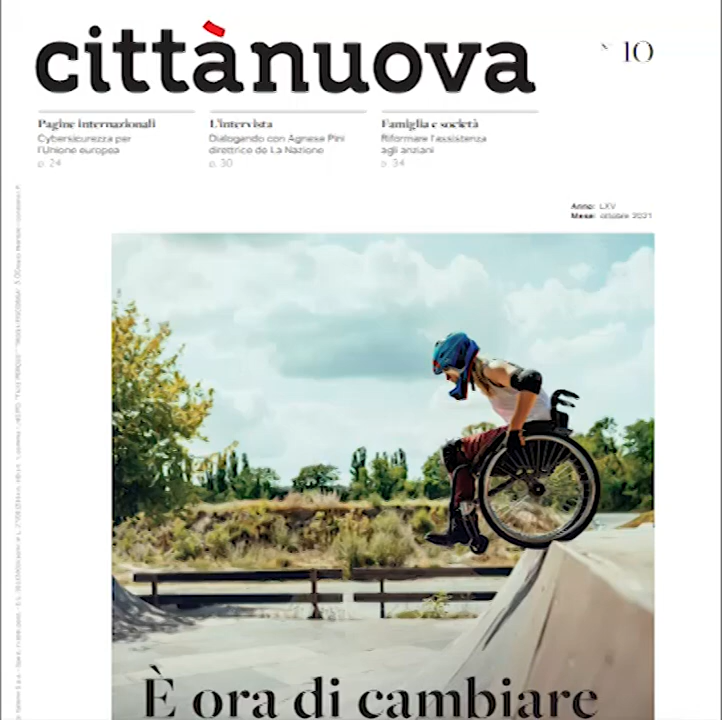 cittànuova
N° 10
Pagine internazionali
Cybersicurezza per
l'Unione europea
p. 24
L'intervista
Dialogando con Agnese Pini
direttrice de La Nazione
p. 30
Famiglia e società
Riformare l'assistenza
agli anziani
p. 34
Anno: LXV
Mese: ottobre 2021
È ora di cambiare